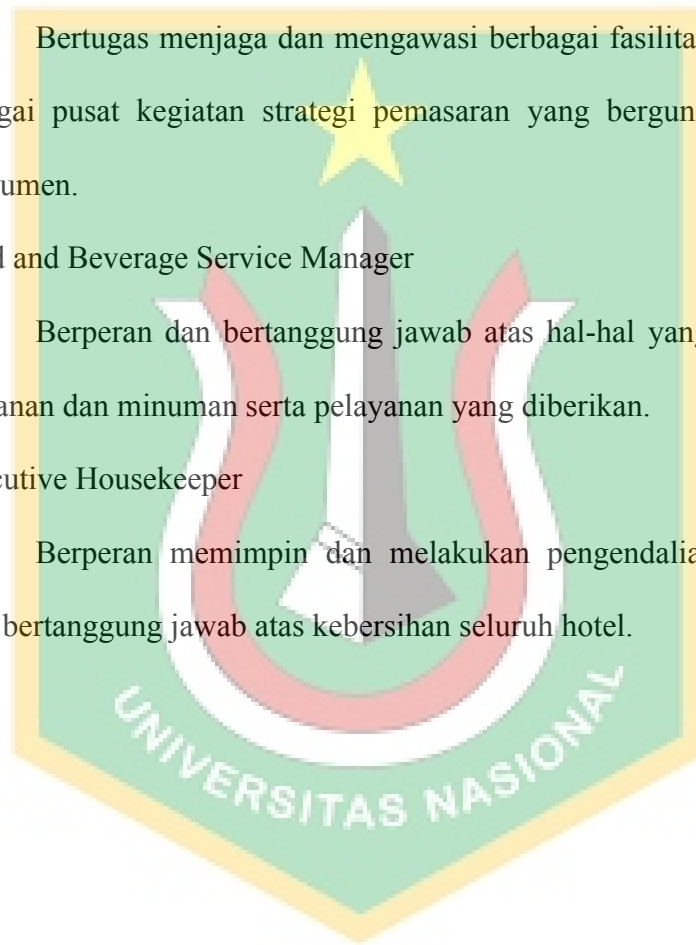 Bertugas menjaga dan mengawasi berbagai fasilita
gai pusat kegiatan strategi pemasaran yang bergun
umen.
d and Beverage Service Manager
Berperan dan bertanggung jawab atas hal-hal yang
anan dan minuman serta pelayanan yang diberikan.
cutive Housekeeper
Berperan memimpin dan melakukan pengendalia
bertanggung jawab atas kebersihan seluruh hotel.
UNIVERSITAS NASIONAL